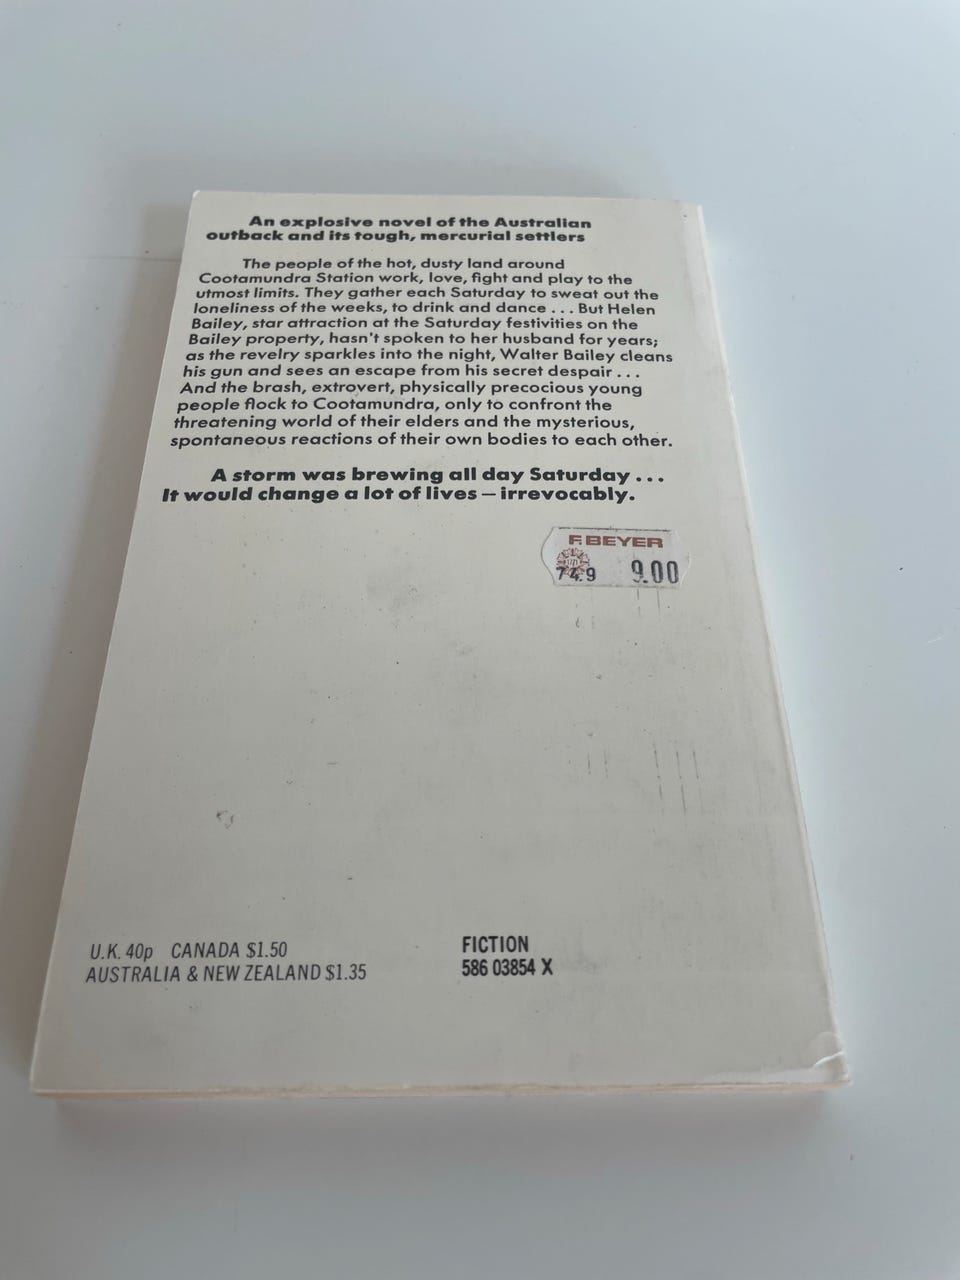 An explosive novel of the Australian
outback and its tough, mercurial settlers
The people of the hot, dusty land around
Cootamundra Station work, love, fight and play to the
utmost limits. They gather each Saturday to sweat out the
loneliness of the weeks, to drink and dance . . . But Helen
Bailey, star attraction at the Saturday festivities on the
Bailey property, hasn't spoken to her husband for years;
as the revelry sparkles into the night, Walter Bailey cleans
his gun and sees an escape from his secret despair . . .
And the brash, extrovert, physically precocious young
people flock to Cootamundra, only to confront the
threatening world of their elders and the mysterious,
spontaneous reactions of their own bodies to each other.
A storm was brewing all day Saturday . . .
It would change a lot of lives – irrevocably.
F. BEYER
74.9 9.00
U.K. 40p CANADA $1.50
AUSTRALIA & NEW ZEALAND $1.35
FICTION
586 03854 X